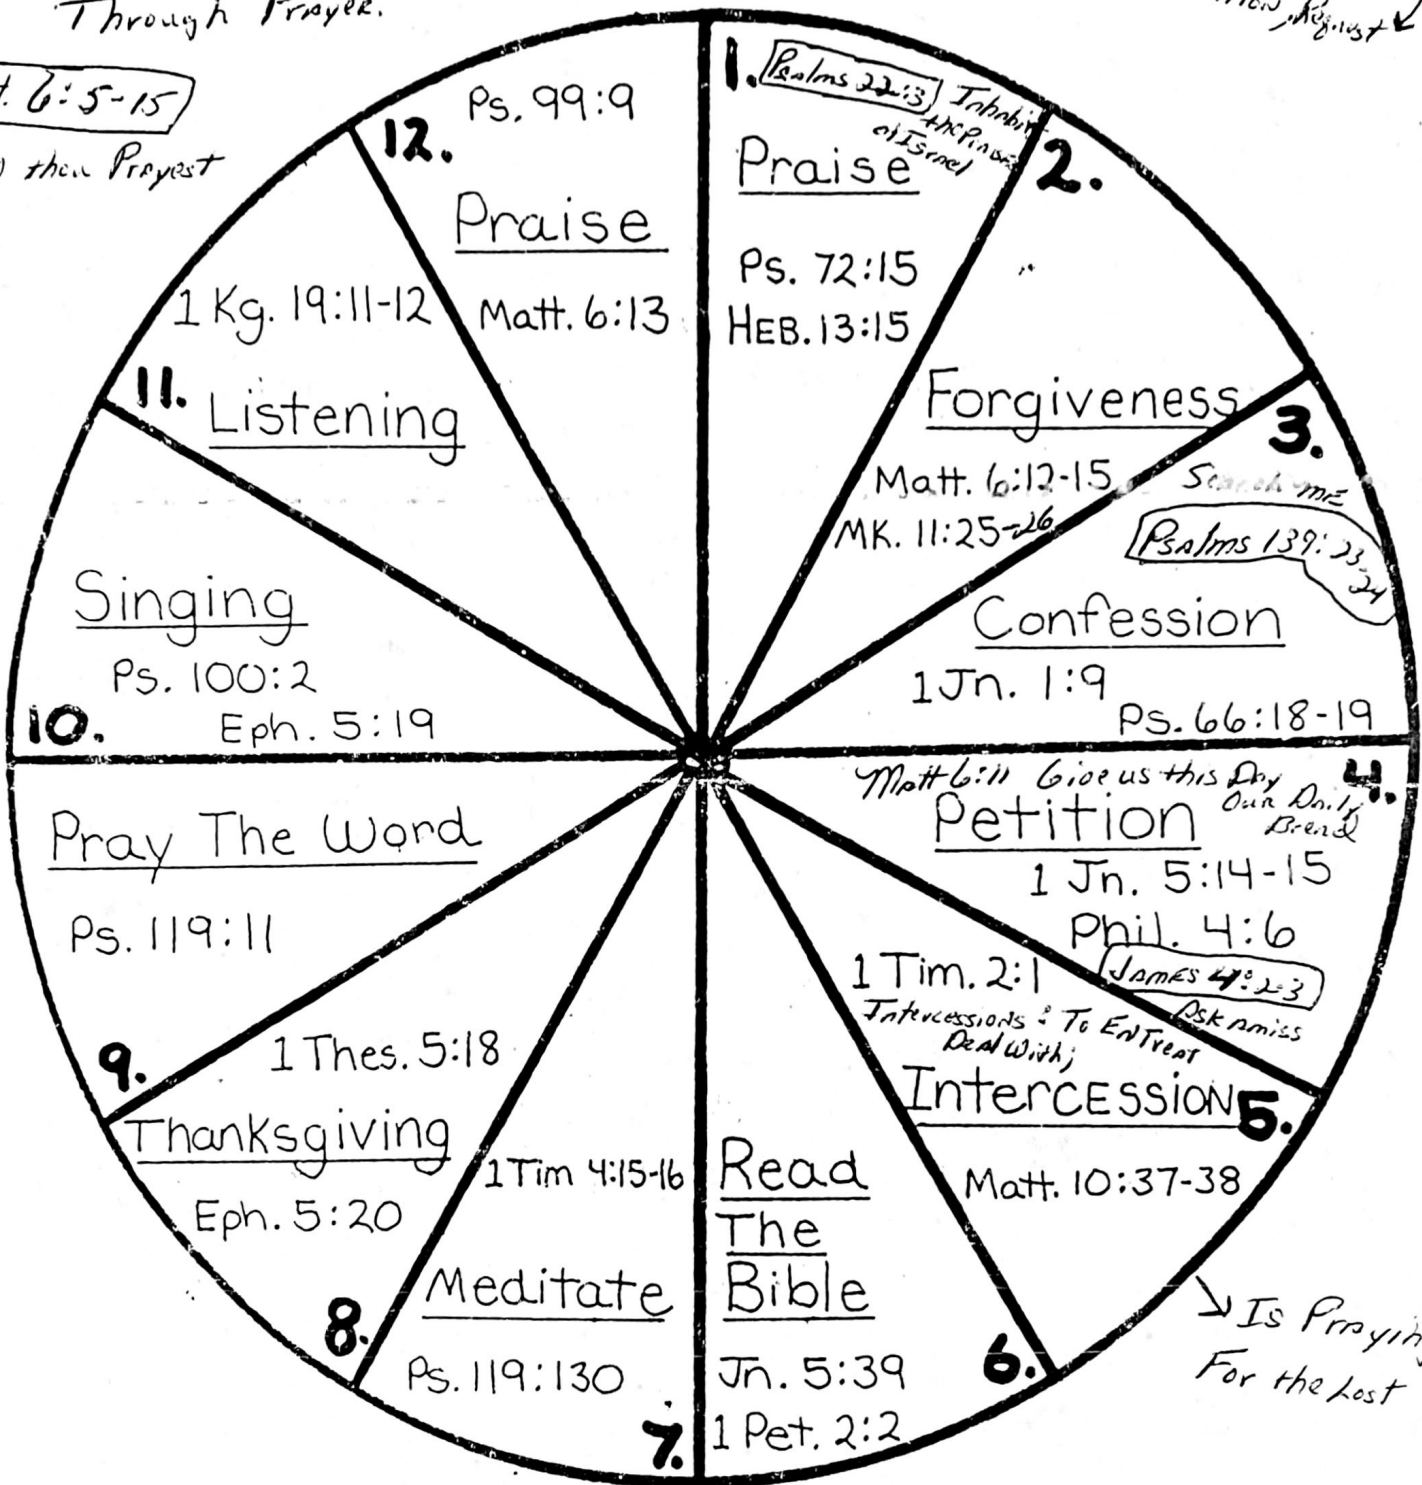 Through Prayer.
6:5-15
then Prayest
Request
1.
Psalms 22:3
Inhabit
the Praises
of Israel
Praise
Ps. 72:15
HEB. 13:15
2.
Forgiveness
Matt. 6:12-15
MK. 11:25-26
3.
Search ME
Psalms 139:23-24
Confession
1 Jn. 1:9
Ps. 66:18-19
4.
Matt 6:11 Give us this Day
Our Daily
Bread
Petition
1 Jn. 5:14-15
Phil. 4:6
JAMES 4:2-3
Ask Amiss
1 Tim. 2:1
Intercessions: To ENTreat
Deal With;
InterCESSION
5.
Matt. 10:37-38
Is Praying
For the Lost
6.
Read
The
Bible
Jn. 5:39
1 Pet. 2:2
7.
1 Tim 4:15-16
Meditate
Ps. 119:130
8.
1 Thes. 5:18
Thanksgiving
Eph. 5:20
9.
Pray The Word
Ps. 119:11
10.
Singing
Ps. 100:2
Eph. 5:19
11.
1 Kg. 19:11-12
Listening
12.
Ps. 99:9
Praise
Matt. 6:13